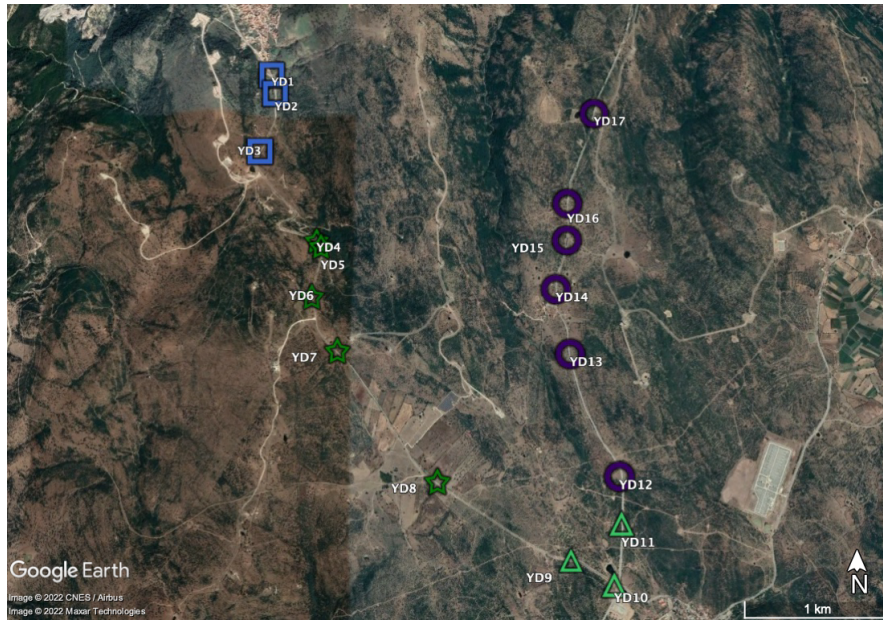 YD1
YD2
YD17
YD3
YD16
YD4
YD15
YD5
YD6
YD14
YD7
YD13
YD8
YD12
YD11
YD9
YD10
Google Earth
Image © 2022 CNES / Airbus
Image © 2022 Maxar Technologies
N
1 km